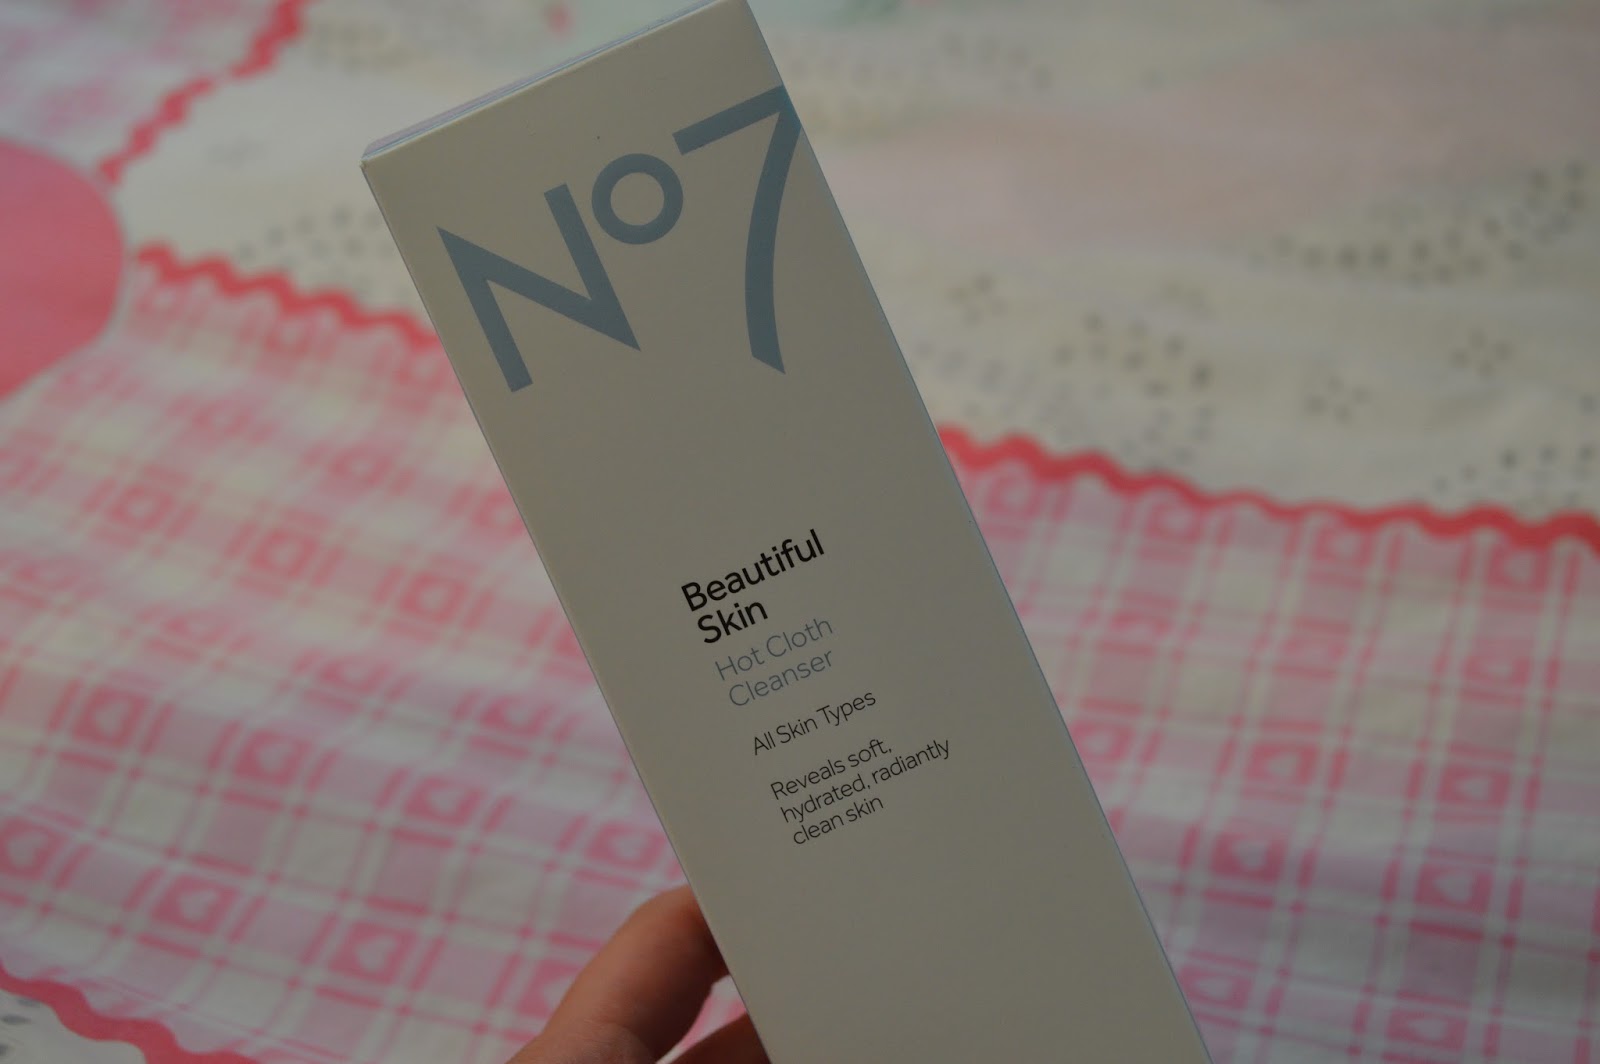 No7
Beautiful
Skin
Hot Cloth
Cleanser
All Skin Types
Reveals soft,
hydrated, radiantly
clean skin